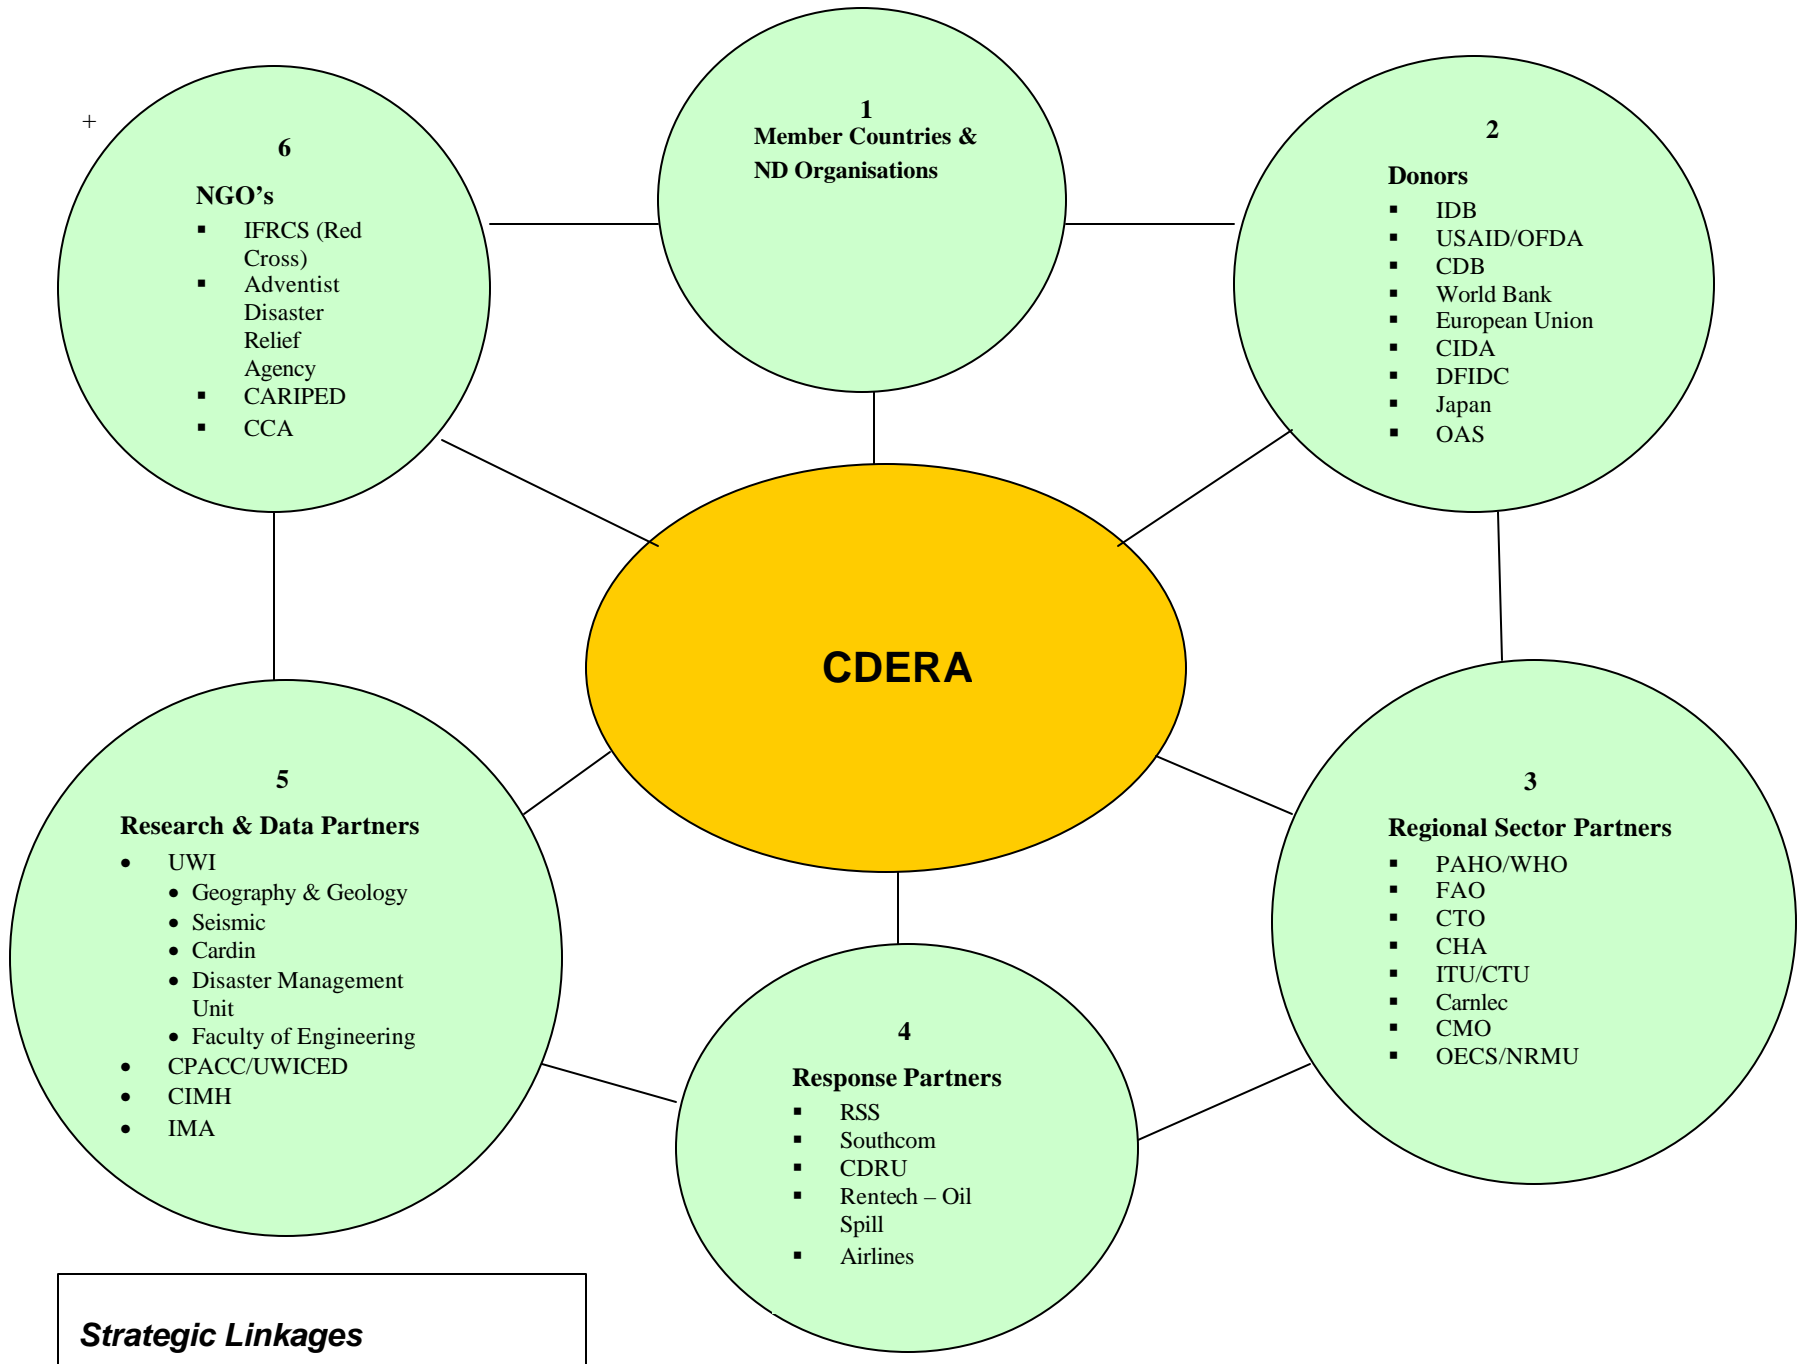 +
1
Member Countries &
ND Organisations
2
Donors
▪ IDB
▪ USAID/OFDA
▪ CDB
▪ World Bank
▪ European Union
▪ CIDA
▪ DFIDC
▪ Japan
▪ OAS
6
NGO’s
▪ IFRCS (Red
Cross)
▪ Adventist
Disaster
Relief
Agency
▪ CARIPED
▪ CCA
CDERA
3
Regional Sector Partners
▪ PAHO/WHO
▪ FAO
▪ CTO
▪ CHA
▪ ITU/CTU
▪ Carnlec
▪ CMO
▪ OECS/NRMU
5
Research & Data Partners
• UWI
• Geography & Geology
• Seismic
• Cardin
• Disaster Management
Unit
• Faculty of Engineering
• CPACC/UWICED
• CIMH
• IMA
4
Response Partners
▪ RSS
▪ Southcom
▪ CDRU
▪ Rentech – Oil
Spill
▪ Airlines
Strategic Linkages